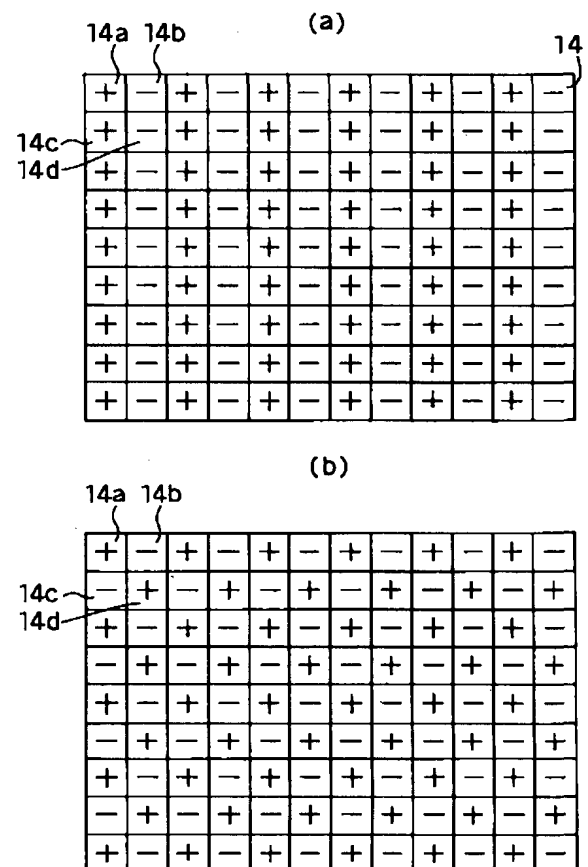 (a)
14a 14b 14
+ − + − + − + − + − + −
14c + − + − + − + − + − + −
14d
+ − + − + − + − + − + −
+ − + − + − + − + − + −
+ − + − + − + − + − + −
+ − + − + − + − + − + −
+ − + − + − + − + − + −
+ − + − + − + − + − + −
+ − + − + − + − + − + −
(b)
14a 14b
+ − + − + − + − + − + −
14c − + − + − + − + − + − +
14d
+ − + − + − + − + − + −
− + − + − + − + − + − +
+ − + − + − + − + − + −
− + − + − + − + − + − +
+ − + − + − + − + − + −
− + − + − + − + − + − +
+ − + − + − + − + − + −